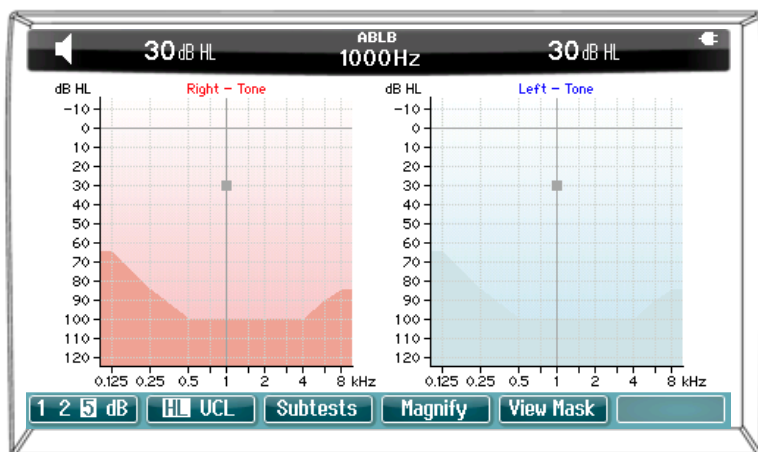 30 dB HL ABLB 30 dB HL
1000Hz
dB HL Right - Tone dB HL Left - Tone
-10 -10
0 0
10 10
20 20
30 30
40 40
50 50
60 60
70 70
80 80
90 90
100 100
110 110
120 120
0.125 0.25 0.5 1 2 4 8 kHz 0.125 0.25 0.5 1 2 4 8 kHz
1 2 5 dB HL UCL Subtests Magnify View Mask